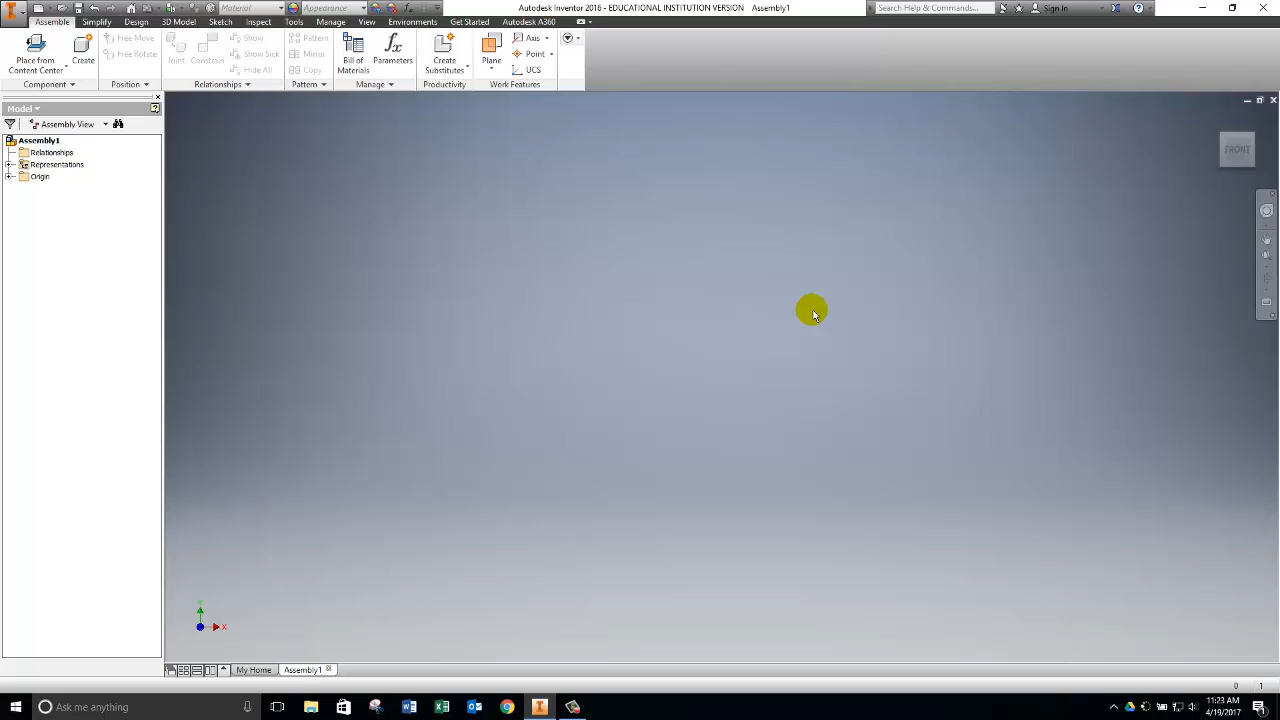 Material
Appearance
Autodesk Inventor 2016 - EDUCATIONAL INSTITUTION VERSION Assembly1
Search Help & Commands...
Sign In
Assemble Simplify Design 3D Model Sketch Inspect Tools Manage View Environments Get Started Autodesk A360
Place from Content Center
Create
Free Move
Free Rotate
Joint
Constrain
Show
Show Sick
Hide All
Pattern
Mirror
Copy
Bill of Materials
Parameters
Create Substitutes
Plane
Axis
Point
UCS
Component
Position
Relationships
Pattern
Manage
Productivity
Work Features
Model
Assembly View
Assembly1
Relationships
Representations
Origin
FRONT
Y
X
My Home
Assembly1
0 1
Ask me anything
11:23 AM
4/19/2017